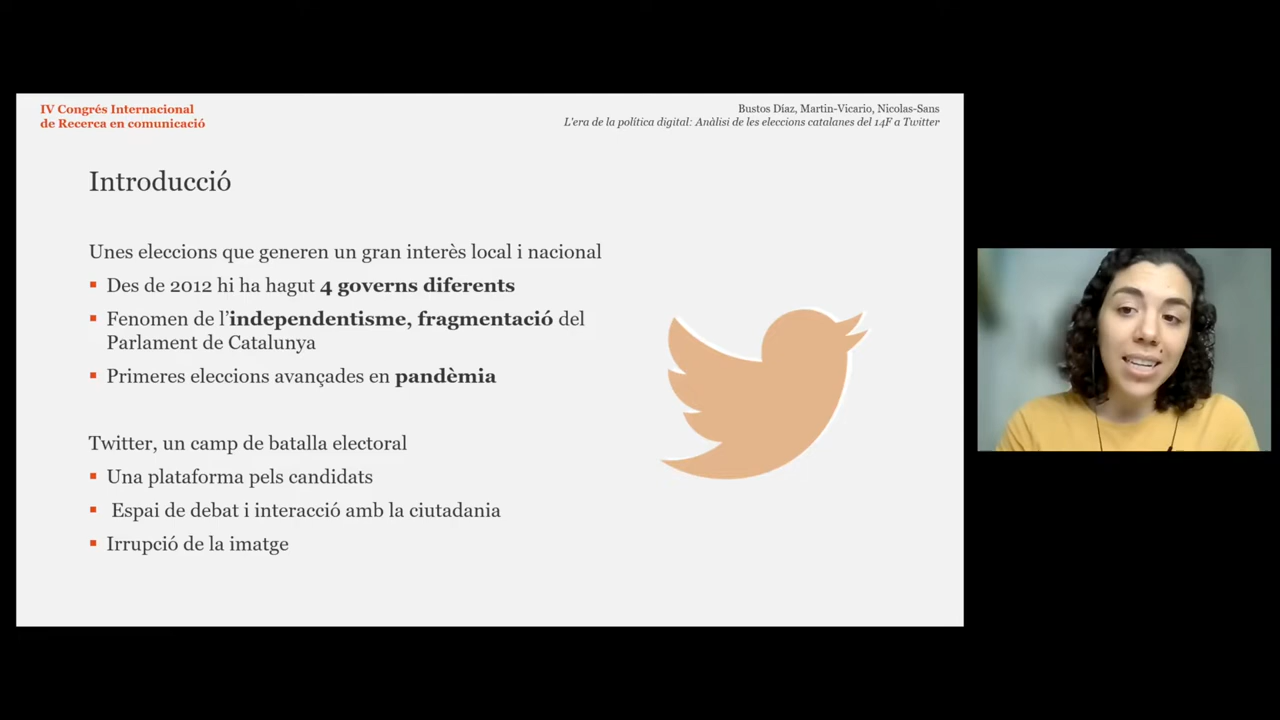 IV Congrés Internacional
de Recerca en comunicació
Bustos Díaz, Martin-Vicario, Nicolas-Sans
L'era de la política digital: Anàlisi de les eleccions catalanes del 14F a Twitter
Introducció
Unes eleccions que generen un gran interès local i nacional
Des de 2012 hi ha hagut 4 governs diferents
Fenomen de l'independentisme, fragmentació del
Parlament de Catalunya
Primeres eleccions avançades en pandèmia
Twitter, un camp de batalla electoral
Una plataforma pels candidats
Espai de debat i interacció amb la ciutadania
Irrupció de la imatge